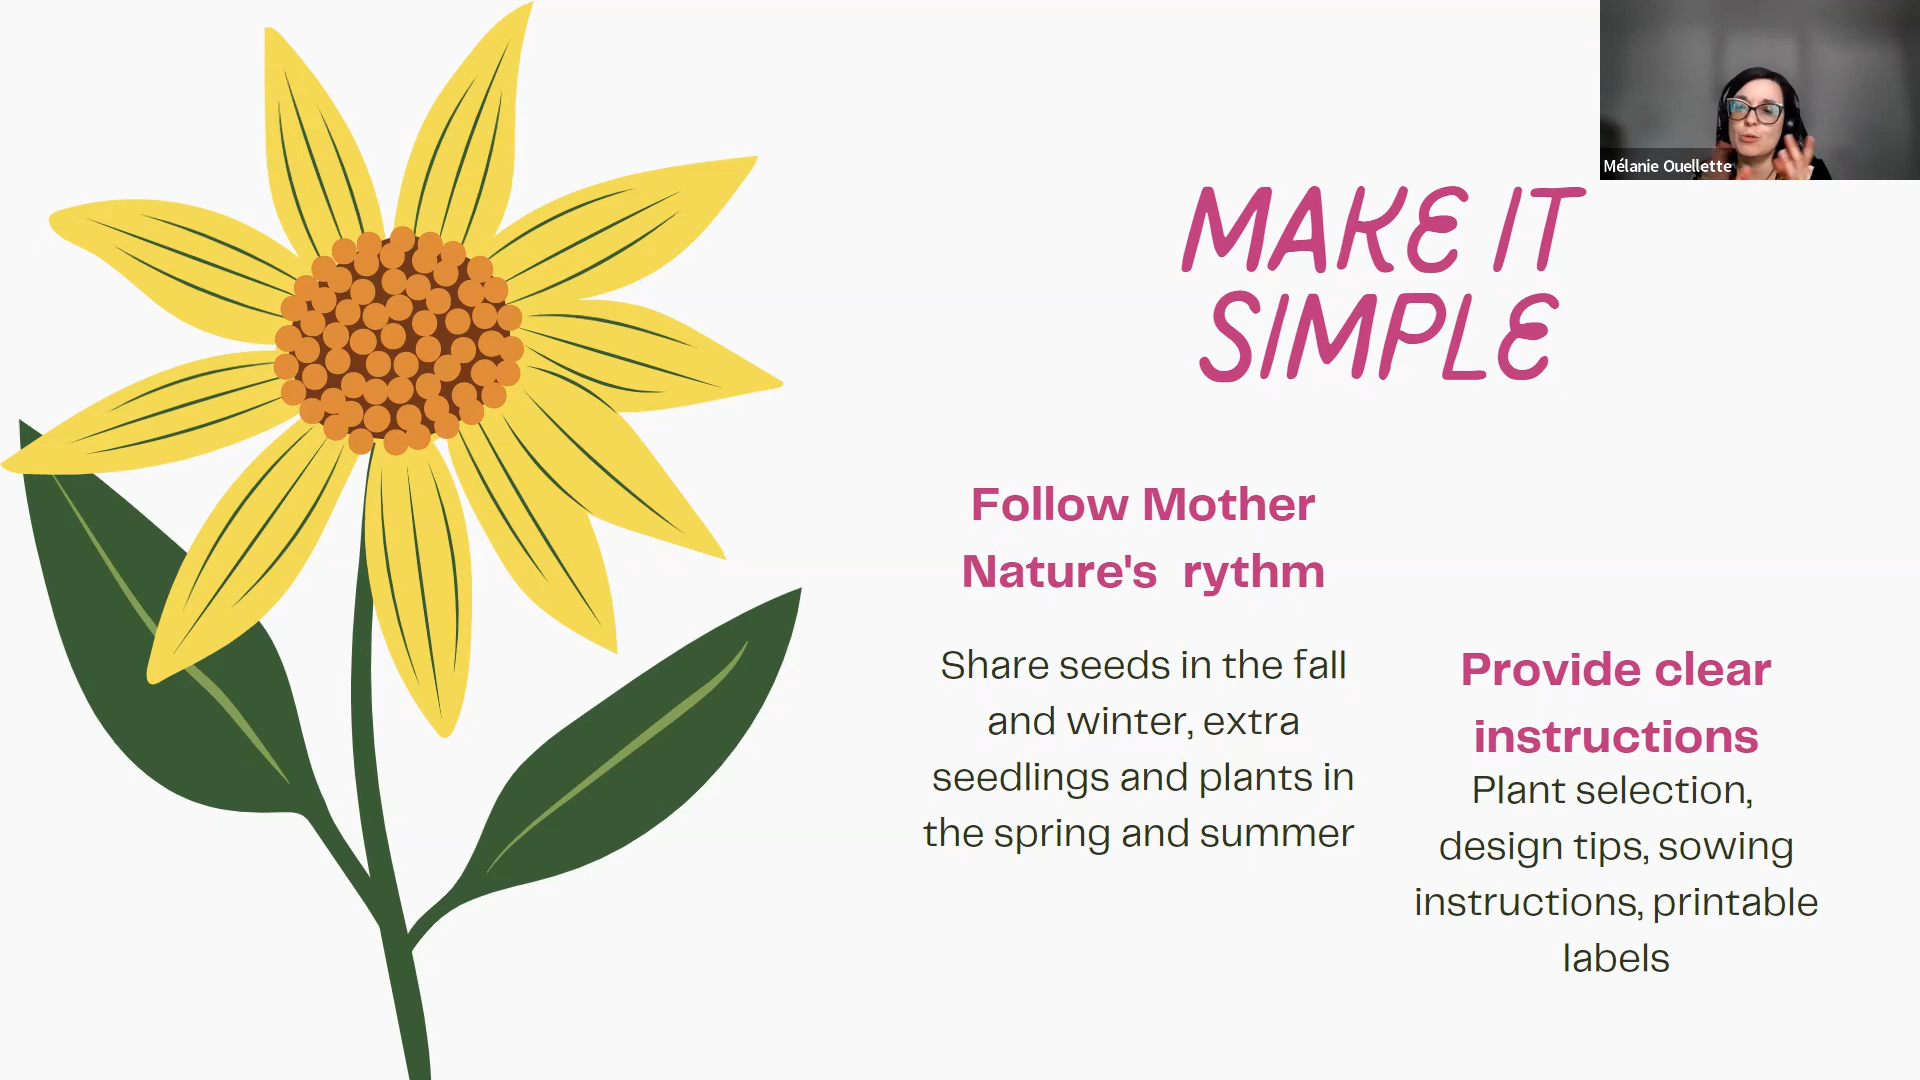 Mélanie Ouellette
MAKE IT
SIMPLE
Follow Mother
Nature's rythm
Share seeds in the fall
and winter, extra
seedlings and plants in
the spring and summer
Provide clear
instructions
Plant selection,
design tips, sowing
instructions, printable
labels